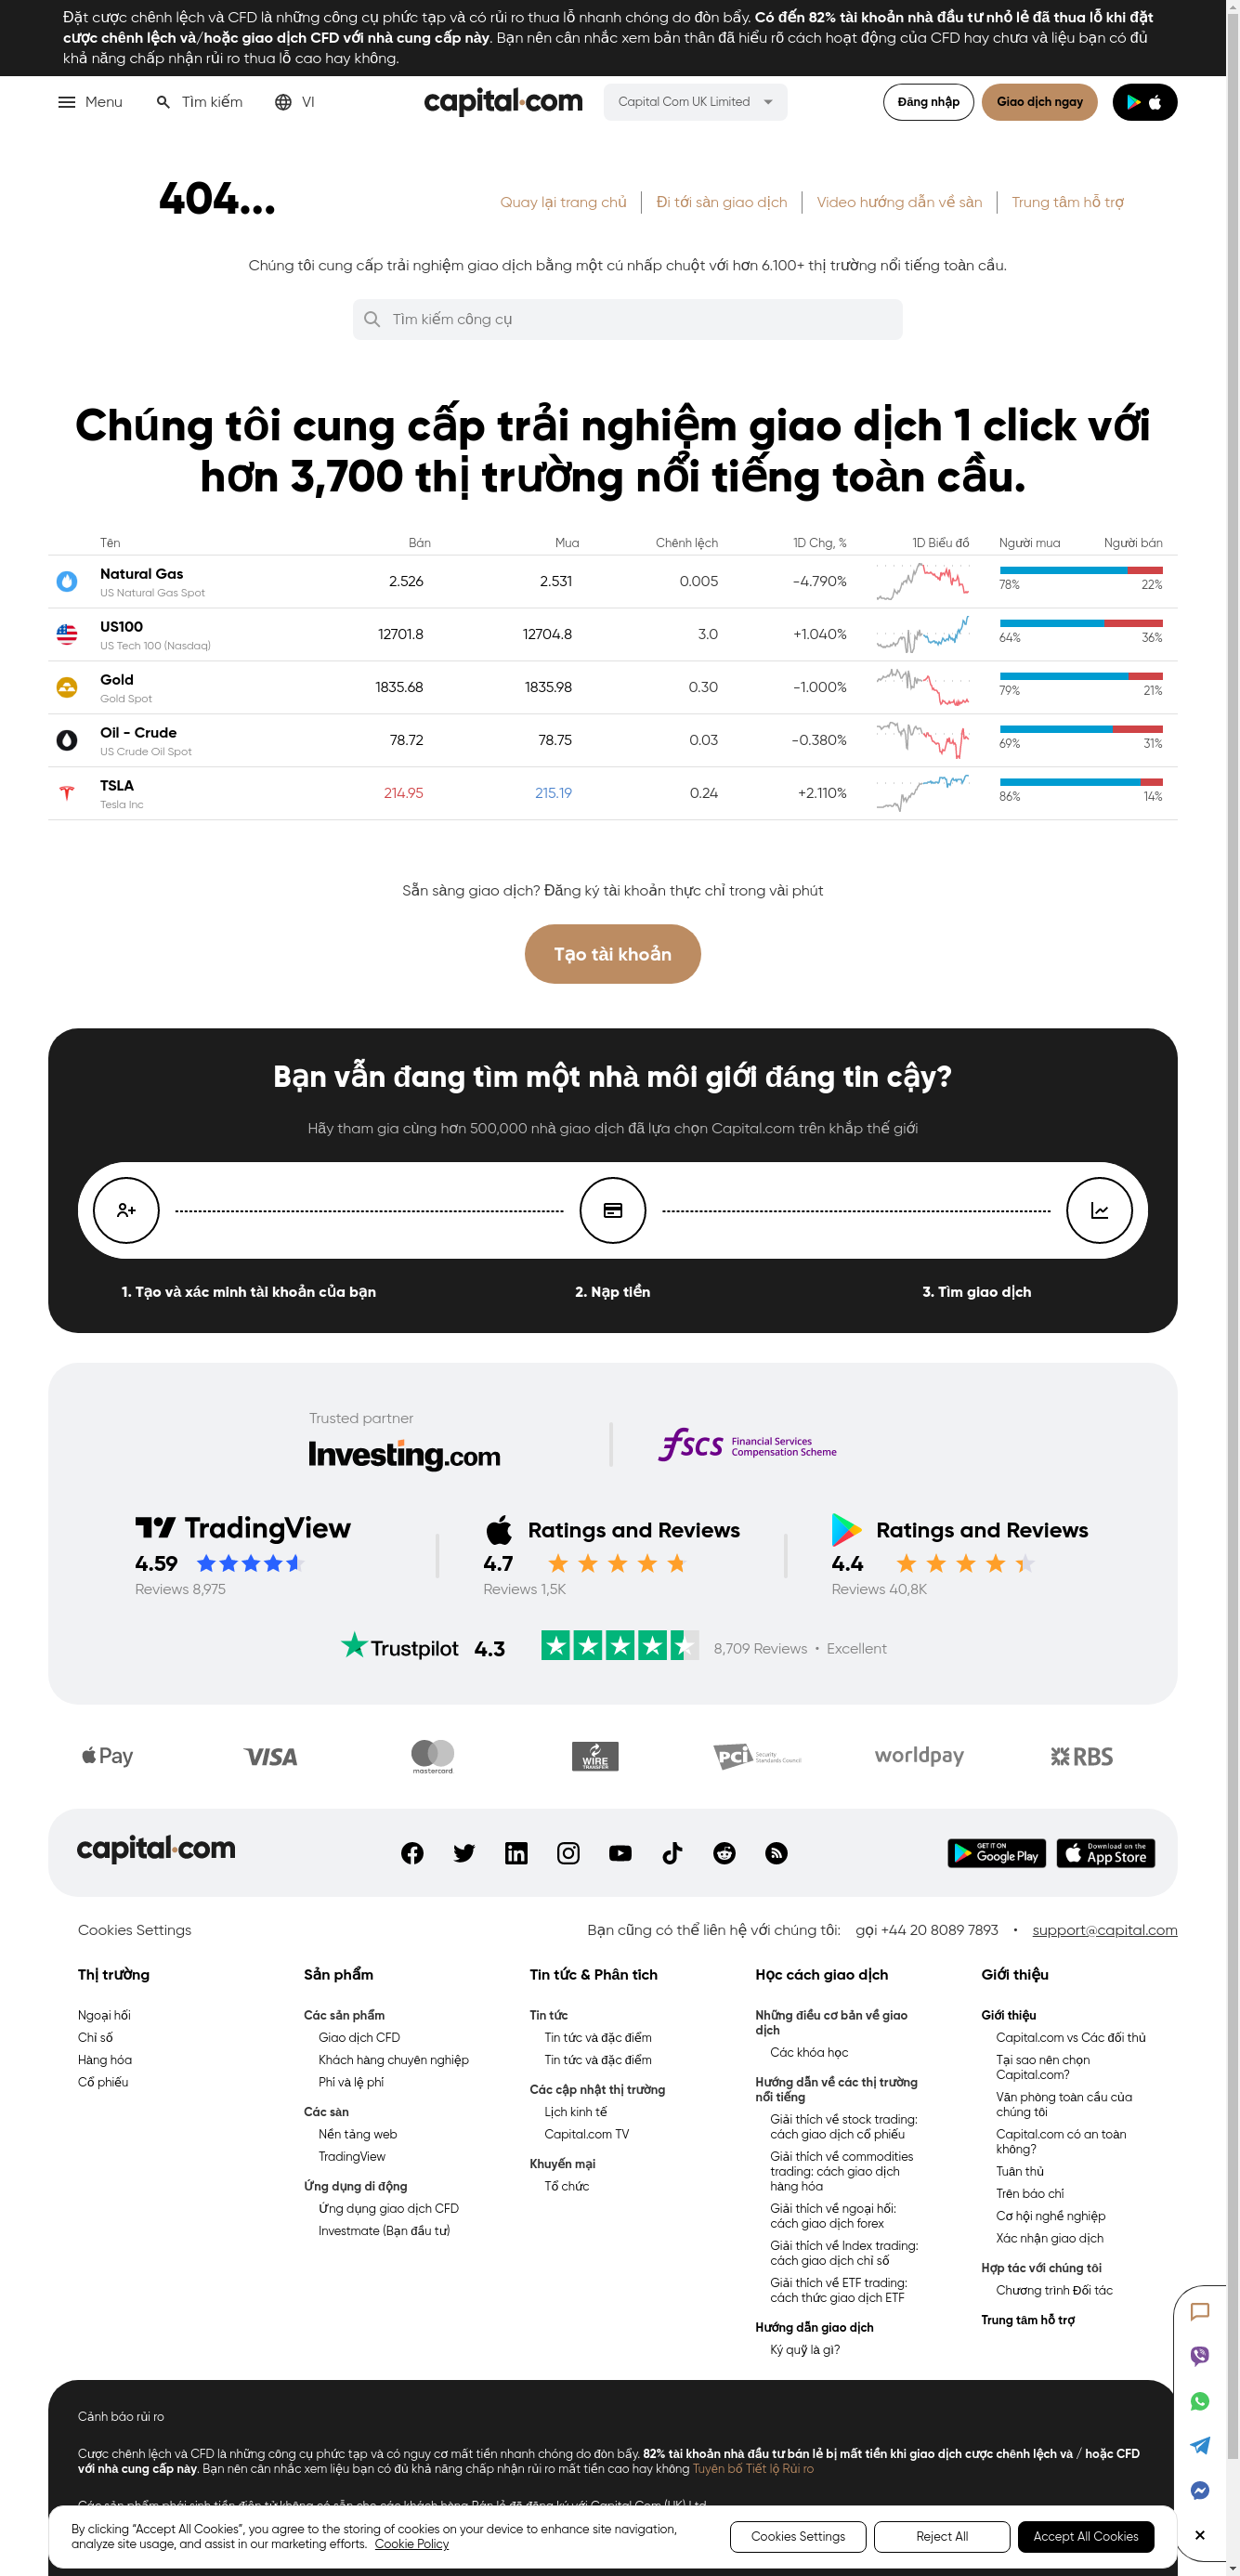 Đặt cược chênh lệch và CFD là những công cụ phức tạp và có rủi ro thua lỗ nhanh chóng do đòn bẩy. Có đến 82% tài khoản nhà đầu tư nhỏ lẻ đã thua lỗ khi đặt
cược chênh lệch và/hoặc giao dịch CFD với nhà cung cấp này. Bạn nên cân nhắc xem bản thân đã hiểu rõ cách hoạt động của CFD hay chưa và liệu bạn có đủ
khả năng chấp nhận rủi ro thua lỗ cao hay không.
Menu Tìm kiếm VI capital.com Capital Com UK Limited Đăng nhập Giao dịch ngay
404...
Quay lại trang chủ Đi tới sàn giao dịch Video hướng dẫn về sàn Trung tâm hỗ trợ
Chúng tôi cung cấp trải nghiệm giao dịch bằng một cú nhấp chuột với hơn 6.100+ thị trường nổi tiếng toàn cầu.
Tìm kiếm công cụ
Chúng tôi cung cấp trải nghiệm giao dịch 1 click với
hơn 3,700 thị trường nổi tiếng toàn cầu.
Tên Bán Mua Chênh lệch 1D Chg, % 1D Biểu đồ Người mua Người bán
Natural Gas 2.526 2.531 0.005 -4.790%
US Natural Gas Spot 78% 22%
US100 12701.8 12704.8 3.0 +1.040%
US Tech 100 (Nasdaq) 64% 36%
Gold 1835.68 1835.98 0.30 -1.000%
Gold Spot 79% 21%
Oil - Crude 78.72 78.75 0.03 -0.380%
US Crude Oil Spot 69% 31%
TSLA 214.95 215.19 0.24 +2.110%
Tesla Inc 86% 14%
Sẵn sàng giao dịch? Đăng ký tài khoản thực chỉ trong vài phút
Tạo tài khoản
Bạn vẫn đang tìm một nhà môi giới đáng tin cậy?
Hãy tham gia cùng hơn 500,000 nhà giao dịch đã lựa chọn Capital.com trên khắp thế giới
1. Tạo và xác minh tài khoản của bạn 2. Nạp tiền 3. Tìm giao dịch
Trusted partner
Investing.com
fscs Financial Services
Compensation Scheme
TradingView
4.59
Reviews 8,975
Ratings and Reviews
4.7
Reviews 1,5K
Ratings and Reviews
4.4
Reviews 40,8K
Trustpilot 4.3 8,709 Reviews • Excellent
Pay VISA mastercard WIRE TRANSFER PCI Security Standards Council worldpay RBS
capital.com GET IT ON Google Play Download on the App Store
Cookies Settings
Bạn cũng có thể liên hệ với chúng tôi: gọi +44 20 8089 7893 • support@capital.com
Thị trường
Ngoại hối
Chỉ số
Hàng hóa
Cổ phiếu
Sản phẩm
Các sản phẩm
Giao dịch CFD
Khách hàng chuyên nghiệp
Phí và lệ phí
Các sàn
Nền tảng web
TradingView
Ứng dụng di động
Ứng dụng giao dịch CFD
Investmate (Bạn đầu tư)
Tin tức & Phân tích
Tin tức
Tin tức và đặc điểm
Tin tức và đặc điểm
Các cập nhật thị trường
Lịch kinh tế
Capital.com TV
Khuyến mại
Tổ chức
Học cách giao dịch
Những điều cơ bản về giao
dịch
Các khóa học
Hướng dẫn về các thị trường
nổi tiếng
Giải thích về stock trading:
cách giao dịch cổ phiếu
Giải thích về commodities
trading: cách giao dịch
hàng hóa
Giải thích về ngoại hối:
cách giao dịch forex
Giải thích về Index trading:
cách giao dịch chỉ số
Giải thích về ETF trading:
cách thức giao dịch ETF
Hướng dẫn giao dịch
Ký quỹ là gì?
Giới thiệu
Giới thiệu
Capital.com vs Các đối thủ
Tại sao nên chọn
Capital.com?
Văn phòng toàn cầu của
chúng tôi
Capital.com có an toàn
không?
Tuân thủ
Trên báo chí
Cơ hội nghề nghiệp
Xác nhận giao dịch
Hợp tác với chúng tôi
Chương trình Đối tác
Trung tâm hỗ trợ
Cảnh báo rủi ro
Cược chênh lệch và CFD là những công cụ phức tạp và có nguy cơ mất tiền nhanh chóng do đòn bẩy. 82% tài khoản nhà đầu tư bán lẻ bị mất tiền khi giao dịch cược chênh lệch và / hoặc CFD
với nhà cung cấp này. Bạn nên cân nhắc xem liệu bạn có đủ khả năng chấp nhận rủi ro mất tiền cao hay không Tuyên bố Tiết lộ Rủi ro
By clicking “Accept All Cookies”, you agree to the storing of cookies on your device to enhance site navigation,
analyze site usage, and assist in our marketing efforts. Cookie Policy
Cookies Settings Reject All Accept All Cookies